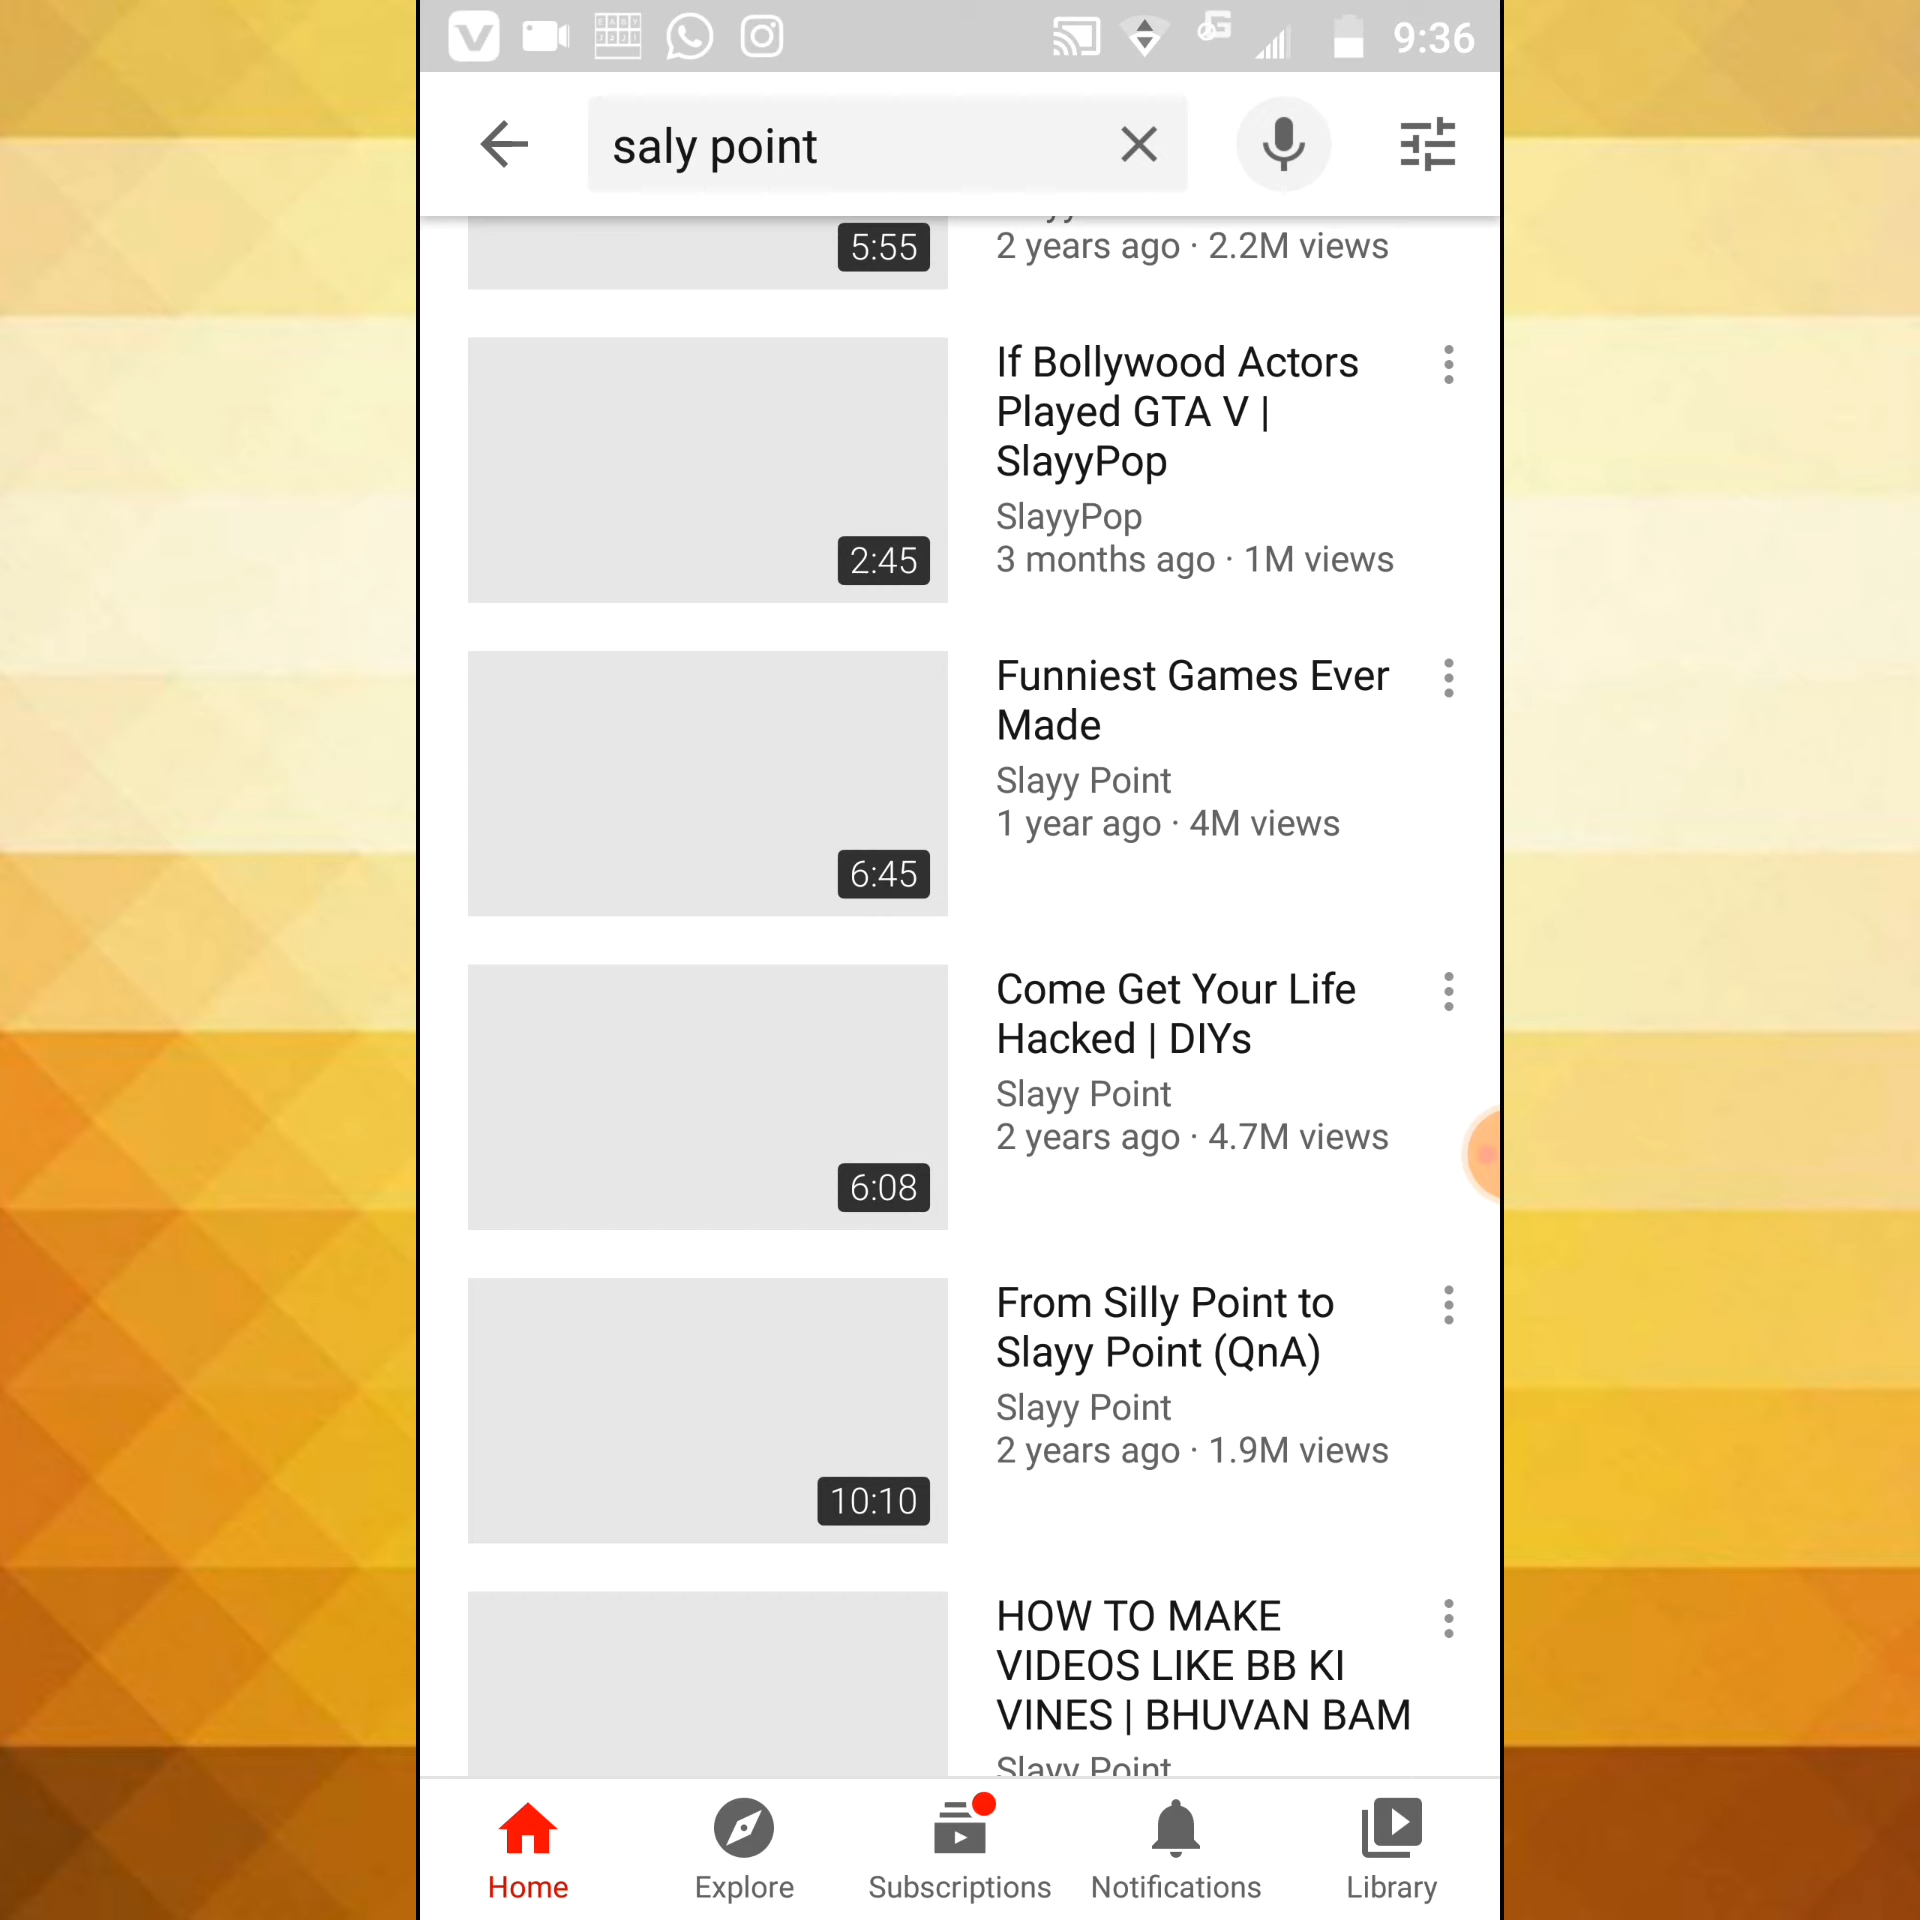 9:36
saly point
5:55
2 years ago · 2.2M views
If Bollywood Actors
Played GTA V |
SlayyPop
SlayyPop
3 months ago · 1M views
2:45
Funniest Games Ever
Made
Slayy Point
1 year ago · 4M views
6:45
Come Get Your Life
Hacked | DIYs
Slayy Point
2 years ago · 4.7M views
6:08
From Silly Point to
Slayy Point (QnA)
Slayy Point
2 years ago · 1.9M views
10:10
HOW TO MAKE
VIDEOS LIKE BB KI
VINES | BHUVAN BAM
Slayy Point
Home
Explore
Subscriptions
Notifications
Library